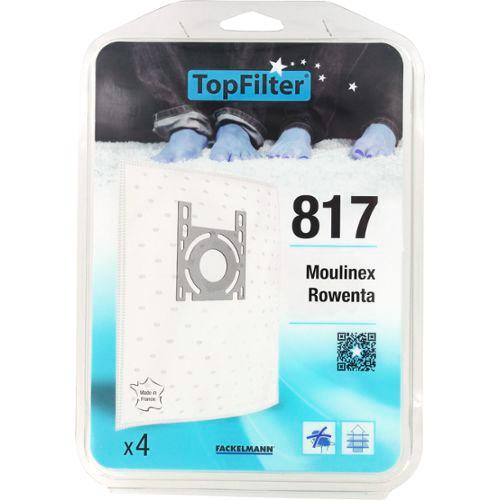 TopFilter®
817
Moulinex
Rowenta
Made in
France
x4
FACKELMANN